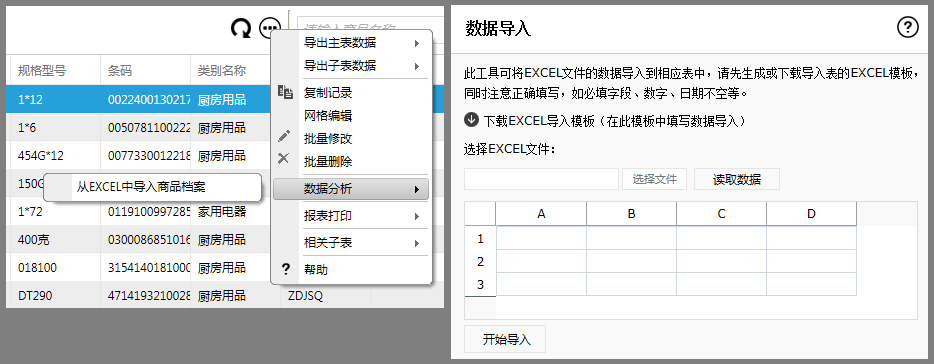 请输入商品名称
规格型号 条码 类别名称
1*12 0022400130217 厨房用品
1*6 0050781100222 厨房用品
454G*12 0077330012218 厨房用品
150G
1*72 0119100997285 家用电器
400克 0300086851016 厨房用品
018100 3154140181000 厨房用品
DT290 4714193210028 厨房用品 ZDJSQ
导出主表数据
导出子表数据
复制记录
网格编辑
批量修改
批量删除
数据分析
从EXCEL中导入商品档案
报表打印
相关子表
? 帮助
数据导入 ?
此工具可将EXCEL文件的数据导入到相应表中，请先生成或下载导入表的EXCEL模板，
同时注意正确填写，如必填字段、数字、日期不空等。
下载EXCEL导入模板（在此模板中填写数据导入）
选择EXCEL文件：
选择文件 读取数据
A B C D
1
2
3
开始导入